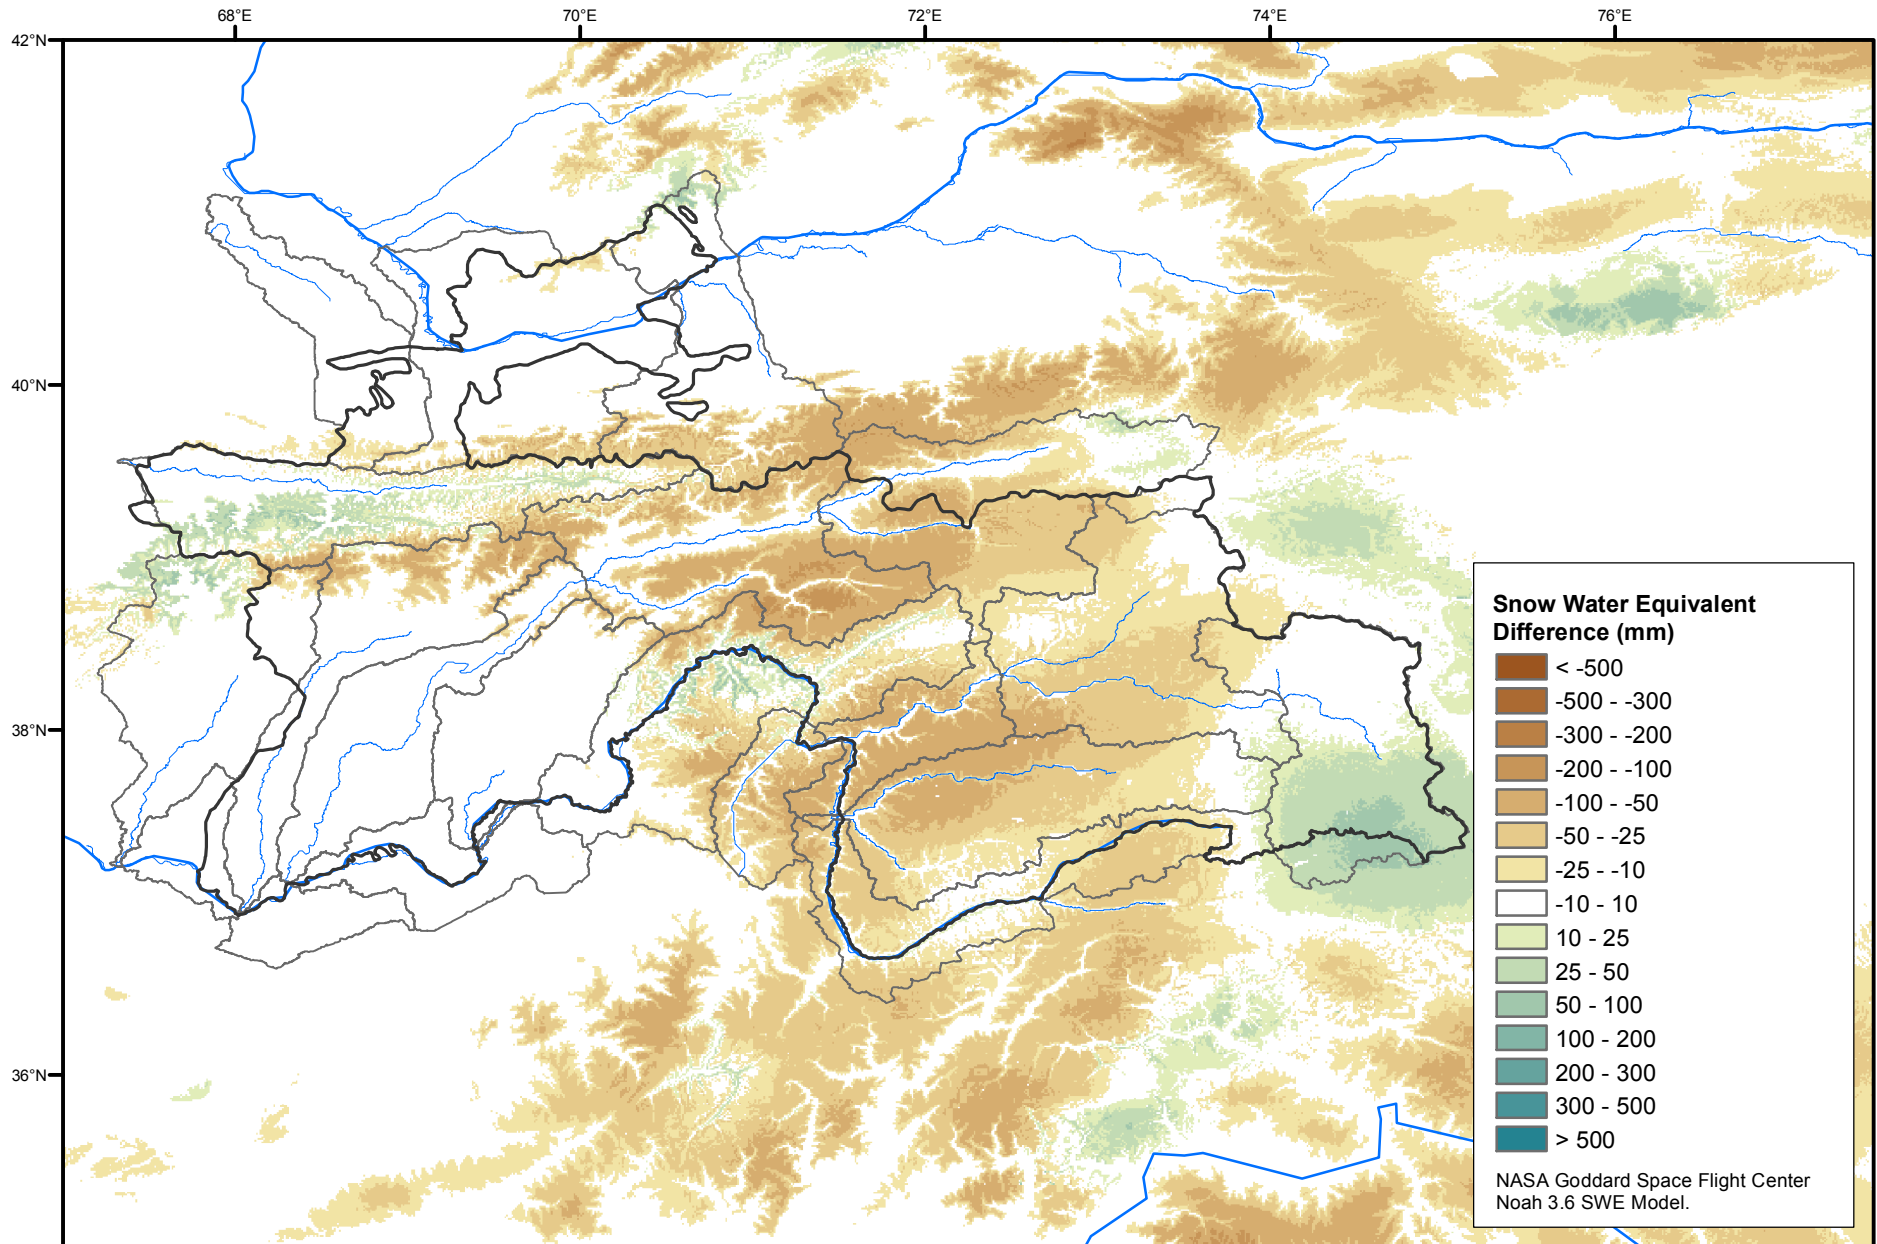 68°E
70°E
72°E
74°E
76°E
42°N
40°N
38°N
36°N
Snow Water Equivalent
Difference (mm)
< -500
-500 - -300
-300 - -200
-200 - -100
-100 - -50
-50 - -25
-25 - -10
-10 - 10
10 - 25
25 - 50
50 - 100
100 - 200
200 - 300
300 - 500
> 500
NASA Goddard Space Flight Center
Noah 3.6 SWE Model.